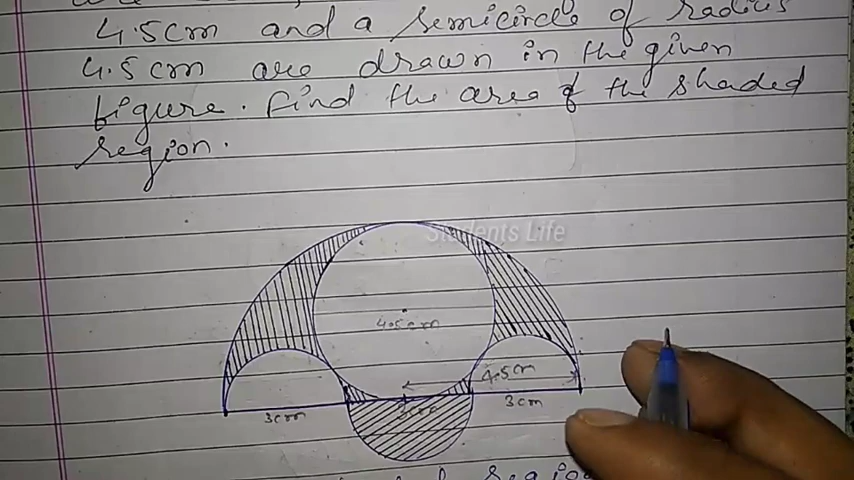 4.5cm and a semicircle of radius
4.5cm are drawn in the given
figure. Find the area of the shaded
region.
Students Life
4.5cm
4.5cm
3cm
3cm
3cm